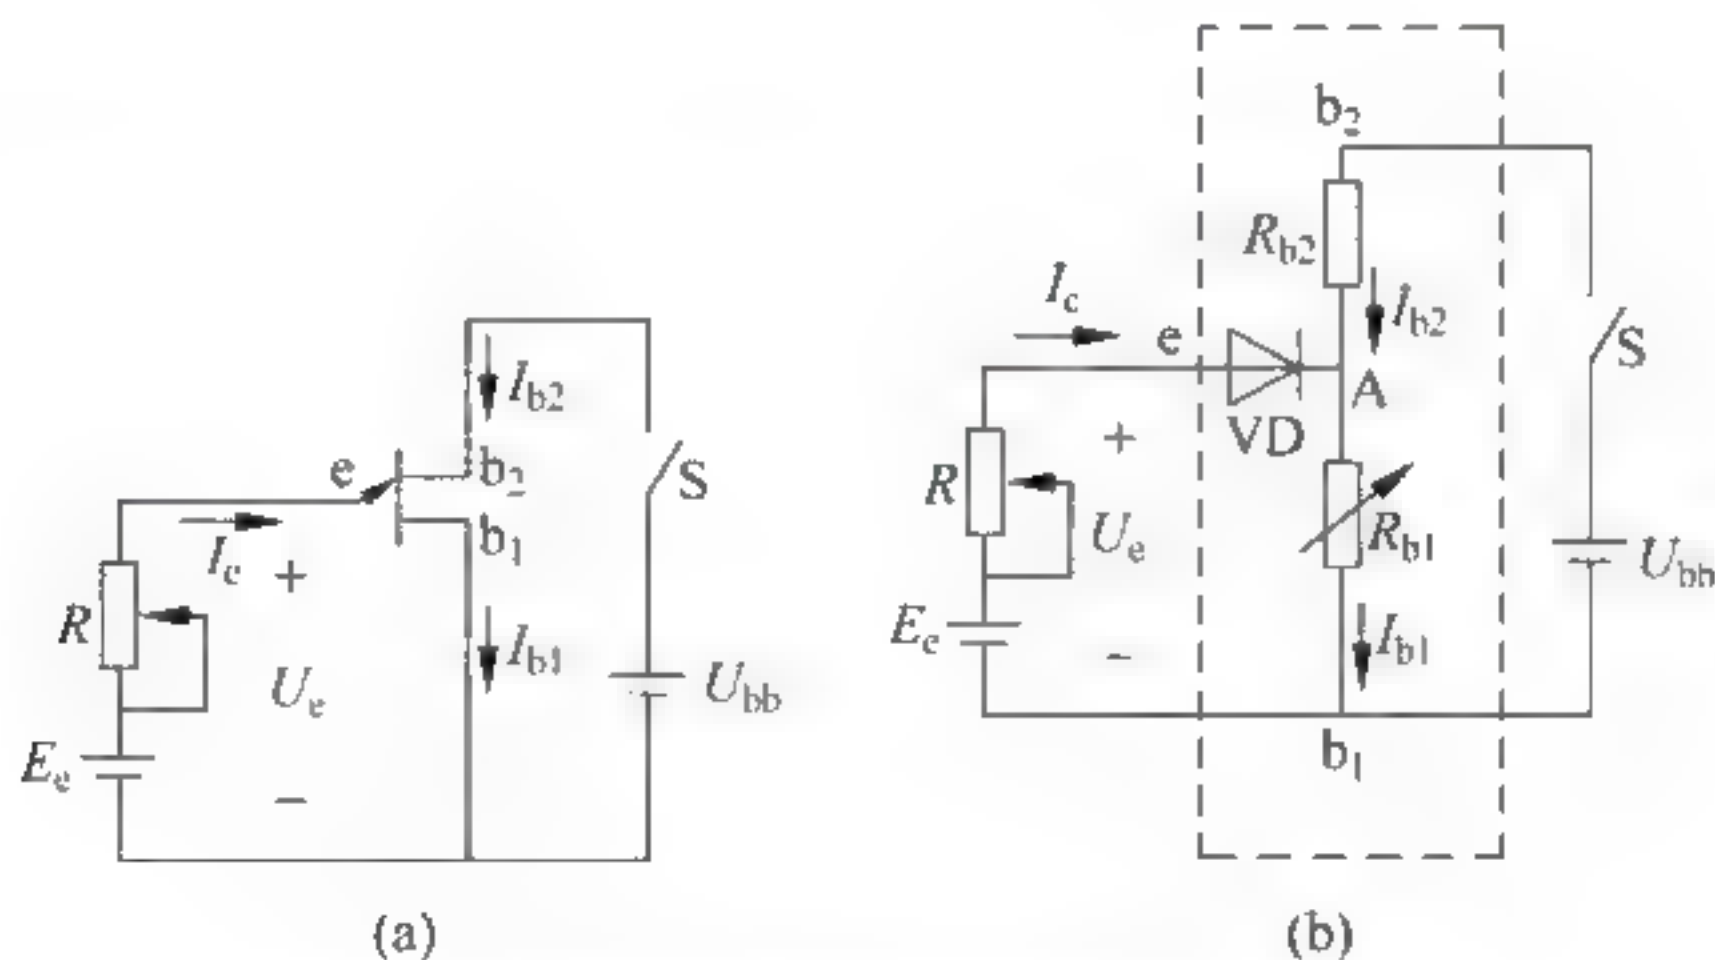 I_b2
e
b_2
S
b_1
I_e
+
R
I_b1
U_e
U_bb
E_e
−
(a)
b_2
R_b2
I_e
I_b2
e
S
A
VD
+
R
U_e
R_b1
U_bb
E_e
I_b1
−
b_1
(b)